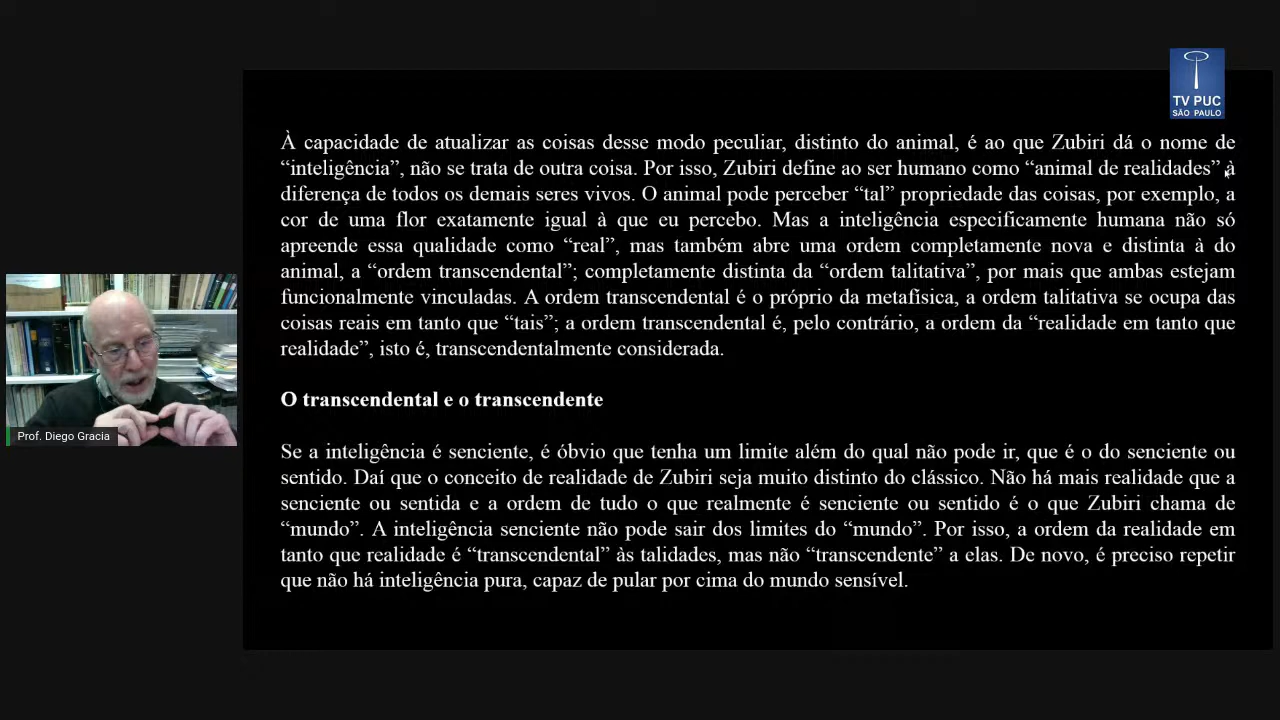 TV PUC
SÃO PAULO
À capacidade de atualizar as coisas desse modo peculiar, distinto do animal, é ao que Zubiri dá o nome de
“inteligência”, não se trata de outra coisa. Por isso, Zubiri define ao ser humano como “animal de realidades” à
diferença de todos os demais seres vivos. O animal pode perceber “tal” propriedade das coisas, por exemplo, a
cor de uma flor exatamente igual à que eu percebo. Mas a inteligência especificamente humana não só
apreende essa qualidade como “real”, mas também abre uma ordem completamente nova e distinta à do
animal, a “ordem transcendental”; completamente distinta da “ordem talitativa”, por mais que ambas estejam
funcionalmente vinculadas. A ordem transcendental é o próprio da metafísica, a ordem talitativa se ocupa das
coisas reais em tanto que “tais”; a ordem transcendental é, pelo contrário, a ordem da “realidade em tanto que
realidade”, isto é, transcendentalmente considerada.
O transcendental e o transcendente
Se a inteligência é senciente, é óbvio que tenha um limite além do qual não pode ir, que é o do senciente ou
sentido. Daí que o conceito de realidade de Zubiri seja muito distinto do clássico. Não há mais realidade que a
senciente ou sentida e a ordem de tudo o que realmente é senciente ou sentido é o que Zubiri chama de
“mundo”. A inteligência senciente não pode sair dos limites do “mundo”. Por isso, a ordem da realidade em
tanto que realidade é “transcendental” às talidades, mas não “transcendente” a elas. De novo, é preciso repetir
que não há inteligência pura, capaz de pular por cima do mundo sensível.
Prof. Diego Gracia